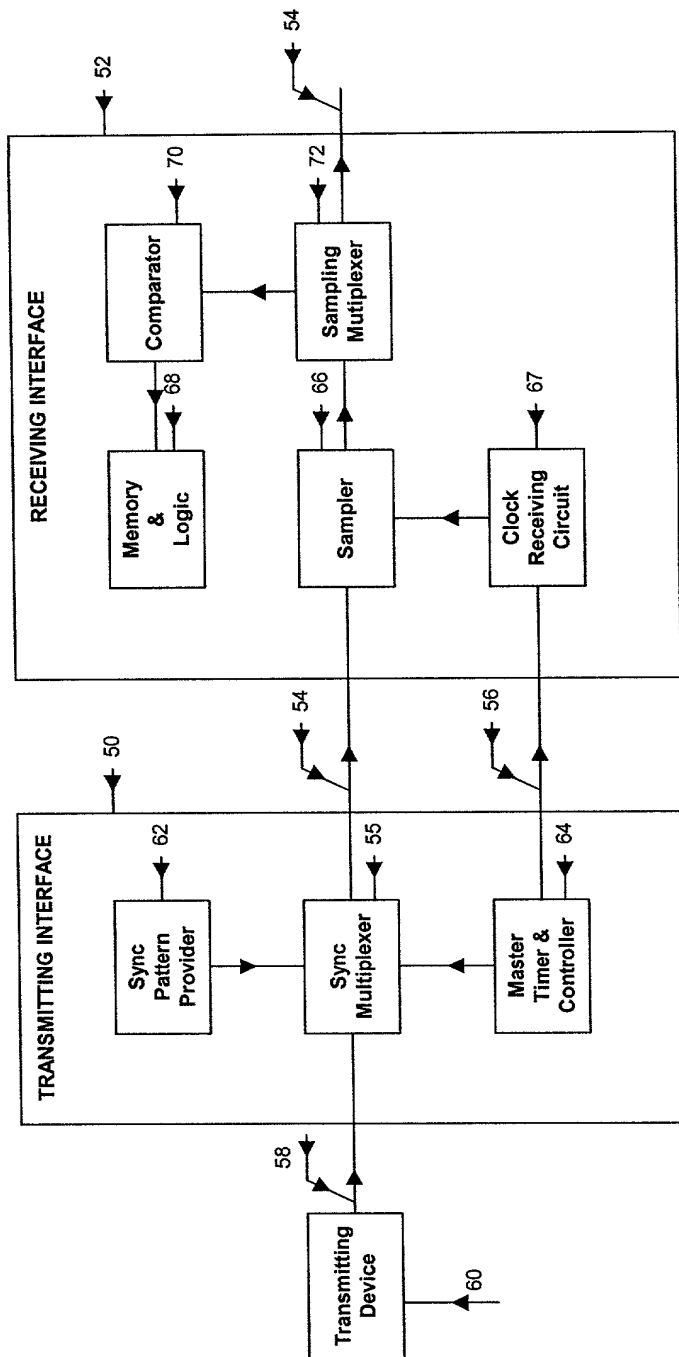 TRANSMITTING INTERFACE
50
62
Sync
Pattern
Provider
58
Transmitting
Device
60
Sync
Multiplexer
55
54
Master
Timer &
Controller
64
56
RECEIVING INTERFACE
52
Memory
&
Logic
68
Comparator
70
Sampler
66
Sampling
Mutiplexer
72
54
Clock
Receiving
Circuit
67